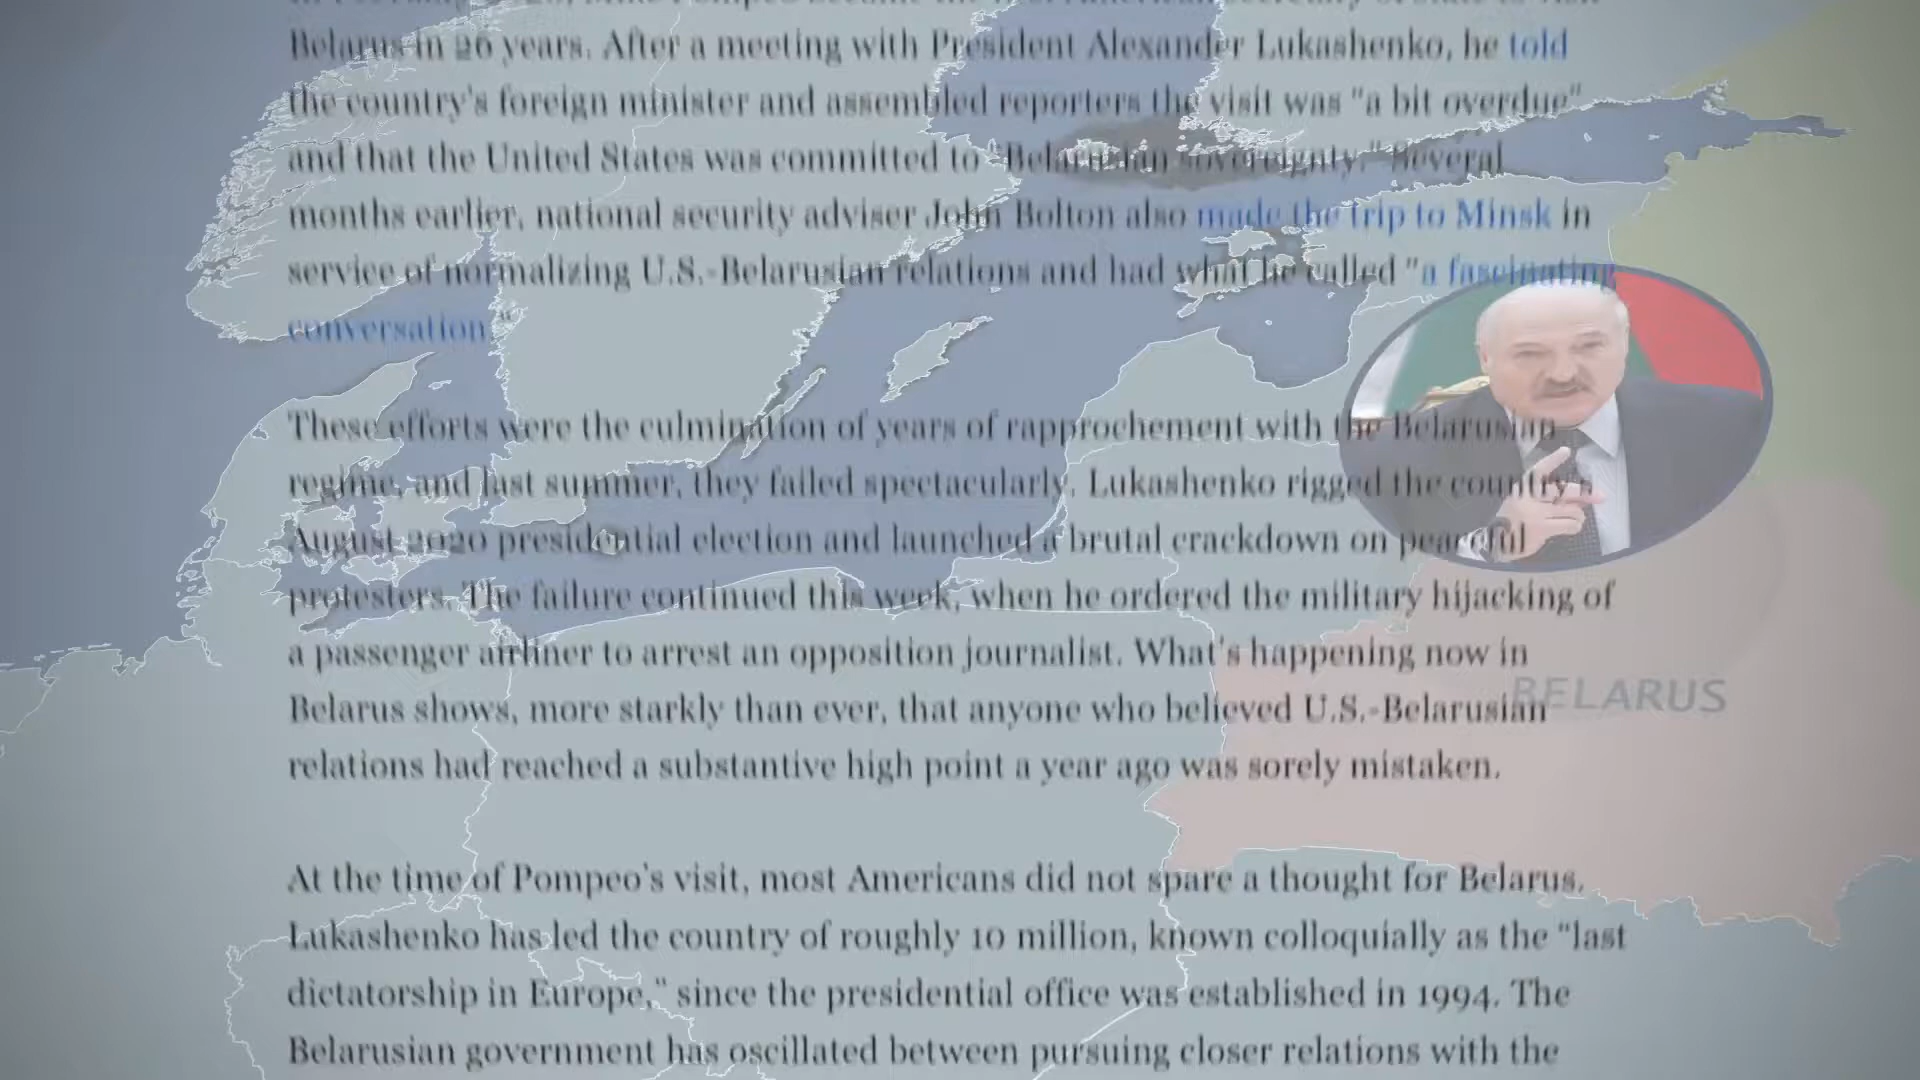 Belarus in 26 years. After a meeting with President Alexander Lukashenko, he told
the country's foreign minister and assembled reporters the visit was "a bit overdue"
and that the United States was committed to "Belarusian sovereignty." Several
months earlier, national security adviser John Bolton also made the trip to Minsk in
service of normalizing U.S.-Belarusian relations and had what he called "a fascinating
conversation."
These efforts were the culmination of years of rapprochement with the Belarusian
regime, and last summer, they failed spectacularly. Lukashenko rigged the country's
August 2020 presidential election and launched a brutal crackdown on peaceful
protesters. The failure continued this week, when he ordered the military hijacking of
a passenger airliner to arrest an opposition journalist. What's happening now in
Belarus shows, more starkly than ever, that anyone who believed U.S.-Belarusian
BELARUS
relations had reached a substantive high point a year ago was sorely mistaken.
At the time of Pompeo's visit, most Americans did not spare a thought for Belarus.
Lukashenko has led the country of roughly 10 million, known colloquially as the "last
dictatorship in Europe," since the presidential office was established in 1994. The
Belarusian government has oscillated between pursuing closer relations with the